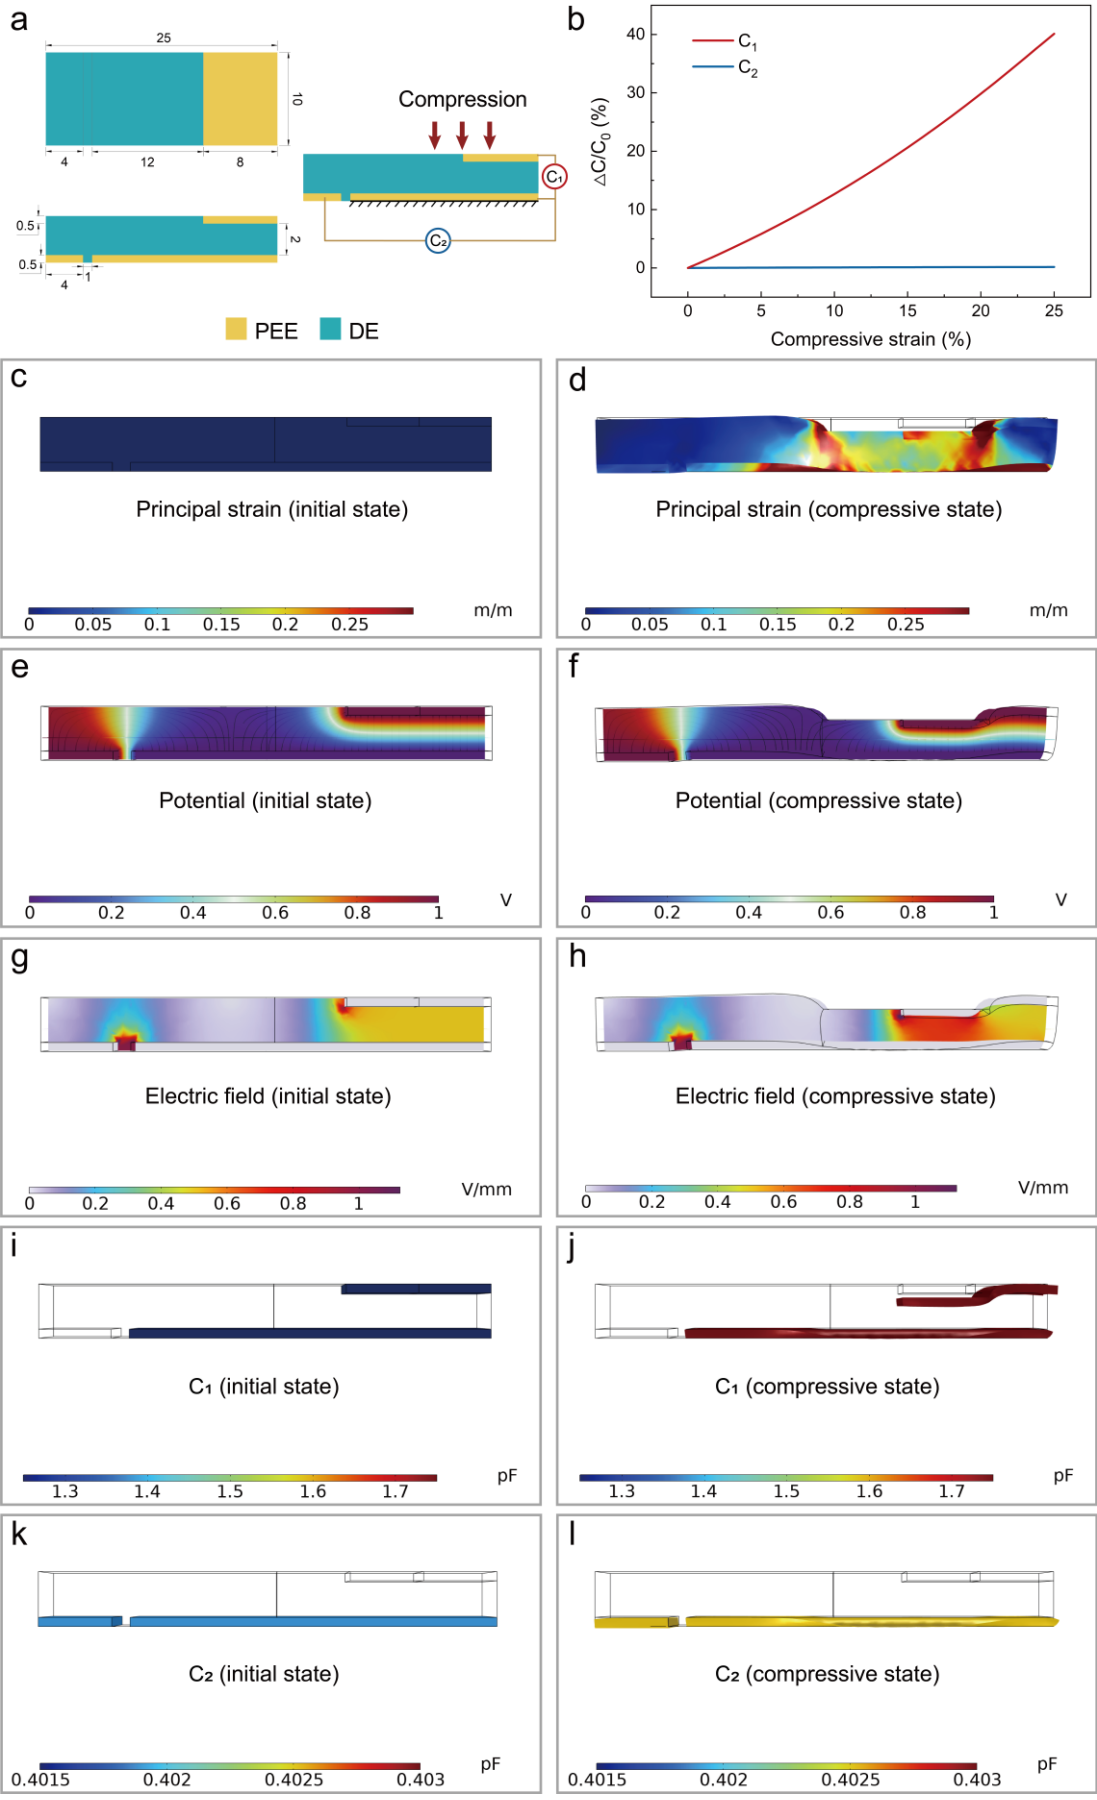 a
25
10
4
12
8
0.5
2
0.5
1
4
Compression
C₁
C₂
PEE
DE
b
C₁
C₂
ΔC/C₀ (%)
40
30
20
10
0
0 5 10 15 20 25
Compressive strain (%)
c
Principal strain (initial state)
m/m
0 0.05 0.1 0.15 0.2 0.25
d
Principal strain (compressive state)
m/m
0 0.05 0.1 0.15 0.2 0.25
e
Potential (initial state)
V
0 0.2 0.4 0.6 0.8 1
f
Potential (compressive state)
V
0 0.2 0.4 0.6 0.8 1
g
Electric field (initial state)
V/mm
0 0.2 0.4 0.6 0.8 1
h
Electric field (compressive state)
V/mm
0 0.2 0.4 0.6 0.8 1
i
C₁ (initial state)
pF
1.3 1.4 1.5 1.6 1.7
j
C₁ (compressive state)
pF
1.3 1.4 1.5 1.6 1.7
k
C₂ (initial state)
pF
0.4015 0.402 0.4025 0.403
l
C₂ (compressive state)
pF
0.4015 0.402 0.4025 0.403